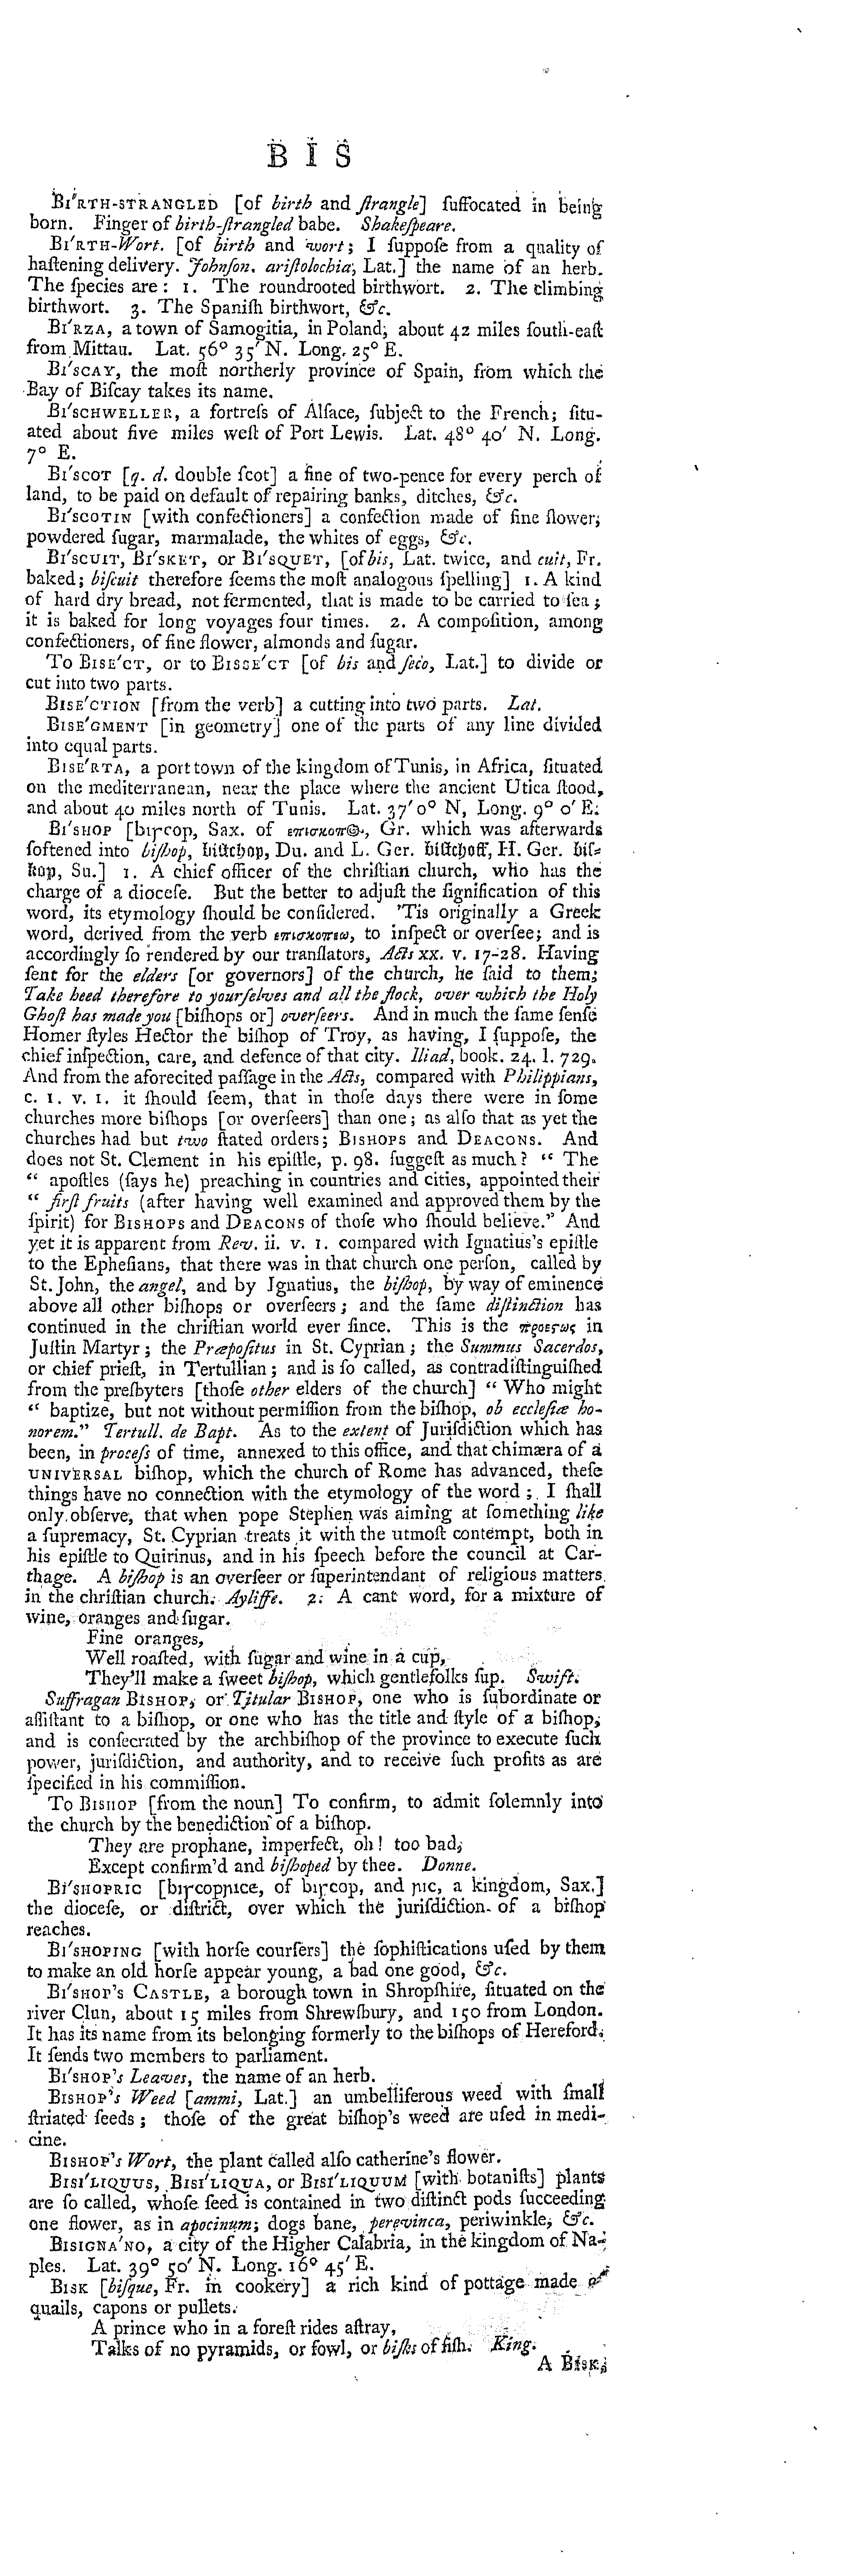 B I S
BI′RTH-STRANGLED [of birth and ſtrangle] ſuffocated in being
born. Finger of birth-ſtrangled babe. Shakeſpeare.
BI′RTH-Wort. [of birth and wort; I ſuppoſe from a quality of
haſtening delivery. Johnſon. ariſtolochia, Lat.] the name of an herb.
The ſpecies are: 1. The roundrooted birthwort. 2. The climbing
birthwort. 3. The Spaniſh birthwort, &c.
BI′RZA, a town of Samogitia, in Poland; about 42 miles ſouth-eaſt
from Mittau. Lat. 56° 35′ N. Long. 25° E.
BI′SCAY, the moſt northerly province of Spain, from which the
Bay of Biſcay takes its name.
BI′SCHWELLER, a fortreſs of Alſace, ſubject to the French; ſitu-
ated about five miles weſt of Port Lewis. Lat. 48° 40′ N. Long.
7° E.
BI′SCOT [q. d. double ſcot] a fine of two-pence for every perch of
land, to be paid on default of repairing banks, ditches, &c.
BI′SCOTIN [with confectioners] a confection made of fine flower;
powdered ſugar, marmalade, the whites of eggs, &c.
BI′SCUIT, BI′SKET, or BI′SQUET, [of bis, Lat. twice, and cuit, Fr.
baked; biſcuit therefore ſeems the moſt analogous ſpelling] 1. A kind
of hard dry bread, not fermented, that is made to be carried to ſea;
it is baked for long voyages four times. 2. A compoſition, among
confectioners, of fine flower, almonds and ſugar.
To BISE′CT, or to BISSE′CT [of bis and ſeco, Lat.] to divide or
cut into two parts.
BISE′CTION [from the verb] a cutting into two parts. Lat.
BISE′GMENT [in geometry] one of the parts of any line divided
into equal parts.
BISE′RTA, a port town of the kingdom of Tunis, in Africa, ſituated
on the mediterranean, near the place where the ancient Utica ſtood,
and about 40 miles north of Tunis. Lat. 37′ 0° N, Long. 9° 0′ E.
BI′SHOP [biꞅcop, Sax. of επισκοπ@, Gr. which was afterwards
ſoftened into biſhop, biſſchop, Du. and L. Ger. biſſchoff, H. Ger. biſ-
kop, Su.] 1. A chief officer of the chriſtian church, who has the
charge of a dioceſe. But the better to adjuſt the ſignification of this
word, its etymology ſhould be conſidered. 'Tis originally a Greek
word, derived from the verb επισκοπεω, to inſpect or overſee; and is
accordingly ſo rendered by our tranſlators, Acts xx. v. 17-28. Having
ſent for the elders [or governors] of the church, he ſaid to them;
Take heed therefore to yourſelves and all the flock, over which the Holy
Ghoſt has made you [biſhops or] overſeers. And in much the ſame ſenſe
Homer ſtyles Hector the biſhop of Troy, as having, I ſuppoſe, the
chief inſpection, care, and defence of that city. Iliad, book. 24. l. 729.
And from the aforecited paſſage in the Acts, compared with Philippians,
c. 1. v. 1. it ſhould ſeem, that in thoſe days there were in ſome
churches more biſhops [or overſeers] than one; as alſo that as yet the
churches had but two ſtated orders; BISHOPS and DEACONS. And
does not St. Clement in his epiſtle, p. 98. ſuggeſt as much? “ The
“ apoſtles (ſays he) preaching in countries and cities, appointed their
“ firſt fruits (after having well examined and approved them by the
ſpirit) for BISHOPS and DEACONS of thoſe who ſhould believe.” And
yet it is apparent from Rev. ii. v. 1. compared with Ignatius's epiſtle
to the Epheſians, that there was in that church one perſon, called by
St. John, the angel, and by Ignatius, the biſhop, by way of eminence
above all other biſhops or overſeers; and the ſame diſtinction has
continued in the chriſtian world ever ſince. This is the προεστως in
Juſtin Martyr; the Præpoſitus in St. Cyprian; the Summus Sacerdos,
or chief prieſt, in Tertullian; and is ſo called, as contradiſtinguiſhed
from the preſbyters [thoſe other elders of the church] “ Who might
“ baptize, but not without permiſſion from the biſhop, ob eccleſiæ ho-
norem.” Tertull. de Bapt. As to the extent of Juriſdiction which has
been, in proceſs of time, annexed to this office, and that chimæra of a
UNIVERSAL biſhop, which the church of Rome has advanced, theſe
things have no connection with the etymology of the word; I ſhall
only obſerve, that when pope Stephen was aiming at ſomething like
a ſupremacy, St. Cyprian treats it with the utmoſt contempt, both in
his epiſtle to Quirinus, and in his ſpeech before the council at Car-
thage. A biſhop is an overſeer or ſuperintendant of religious matters
in the chriſtian church. Ayliffe. 2. A cant word, for a mixture of
wine, oranges and ſugar.
Fine oranges,
Well roaſted, with ſugar and wine in a cup,
They'll make a ſweet biſhop, which gentlefolks ſup. Swift.
Suffragan BISHOP, or Titular BISHOP, one who is ſubordinate or
aſſiſtant to a biſhop, or one who has the title and ſtyle of a biſhop,
and is conſecrated by the archbiſhop of the province to execute ſuch
power, juriſdiction, and authority, and to receive ſuch profits as are
ſpecified in his commiſſion.
To BISHOP [from the noun] To confirm, to admit ſolemnly into
the church by the benediction of a biſhop.
They are prophane, imperfect, oh! too bad,
Except confirm'd and biſhoped by thee. Donne.
BI′SHOPRIC [biꞅcoppice, of biꞅcop, and ꞃic, a kingdom, Sax.]
the dioceſe, or diſtrict, over which the juriſdiction of a biſhop
reaches.
BI′SHOPING [with horſe courſers] the ſophiſtications uſed by them
to make an old horſe appear young, a bad one good, &c.
BI′SHOP's CASTLE, a borough town in Shropſhire, ſituated on the
river Clun, about 15 miles from Shrewſbury, and 150 from London.
It has its name from its belonging formerly to the biſhops of Hereford.
It ſends two members to parliament.
BI′SHOP's Leaves, the name of an herb.
BISHOP's Weed [ammi, Lat.] an umbelliferous weed with ſmall
ſtriated ſeeds; thoſe of the great biſhop's weed are uſed in medi-
cine.
BISHOP's Wort, the plant called alſo catherine's flower.
BISI′LIQUUS, BISI′LIQUA, or BISI′LIQUUM [with botaniſts] plants
are ſo called, whoſe ſeed is contained in two diſtinct pods ſucceeding
one flower, as in apocinum; dogs bane, perevinca, periwinkle, &c.
BISIGNA′NO, a city of the Higher Calabria, in the kingdom of Na-
ples. Lat. 39° 50′ N. Long. 16° 45′ E.
BISK [biſque, Fr. in cookery] a rich kind of pottage made of
quails, capons or pullets.
A prince who in a foreſt rides aſtray,
Talks of no pyramids, or fowl, or biſks of fiſh. King.
A BISK,